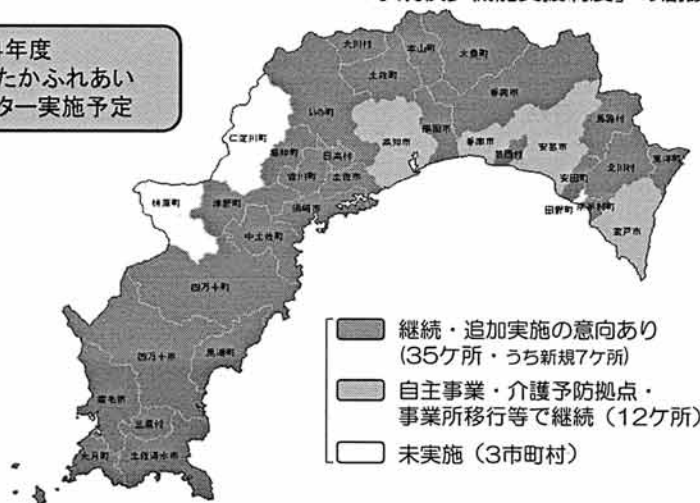 年度
たかふれあい
ター実施予定
大川村
本山町
大豊町
土佐町
香美市
いの町
仁淀川町
高知市
南国市
香南市
安芸市
馬路村
越知町
日高村
芸西村
北川村
東洋町
佐川町
土佐市
安田町
梼原町
津野町
須崎市
田野町
奈半利町
室戸市
中土佐町
四万十町
四万十市
黒潮町
宿毛市
三原村
大月町
土佐清水市
継続・追加実施の意向あり
(35ケ所・うち新規7ケ所)
自主事業・介護予防拠点・
事業所移行等で継続(12ケ所)
未実施(3市町村)